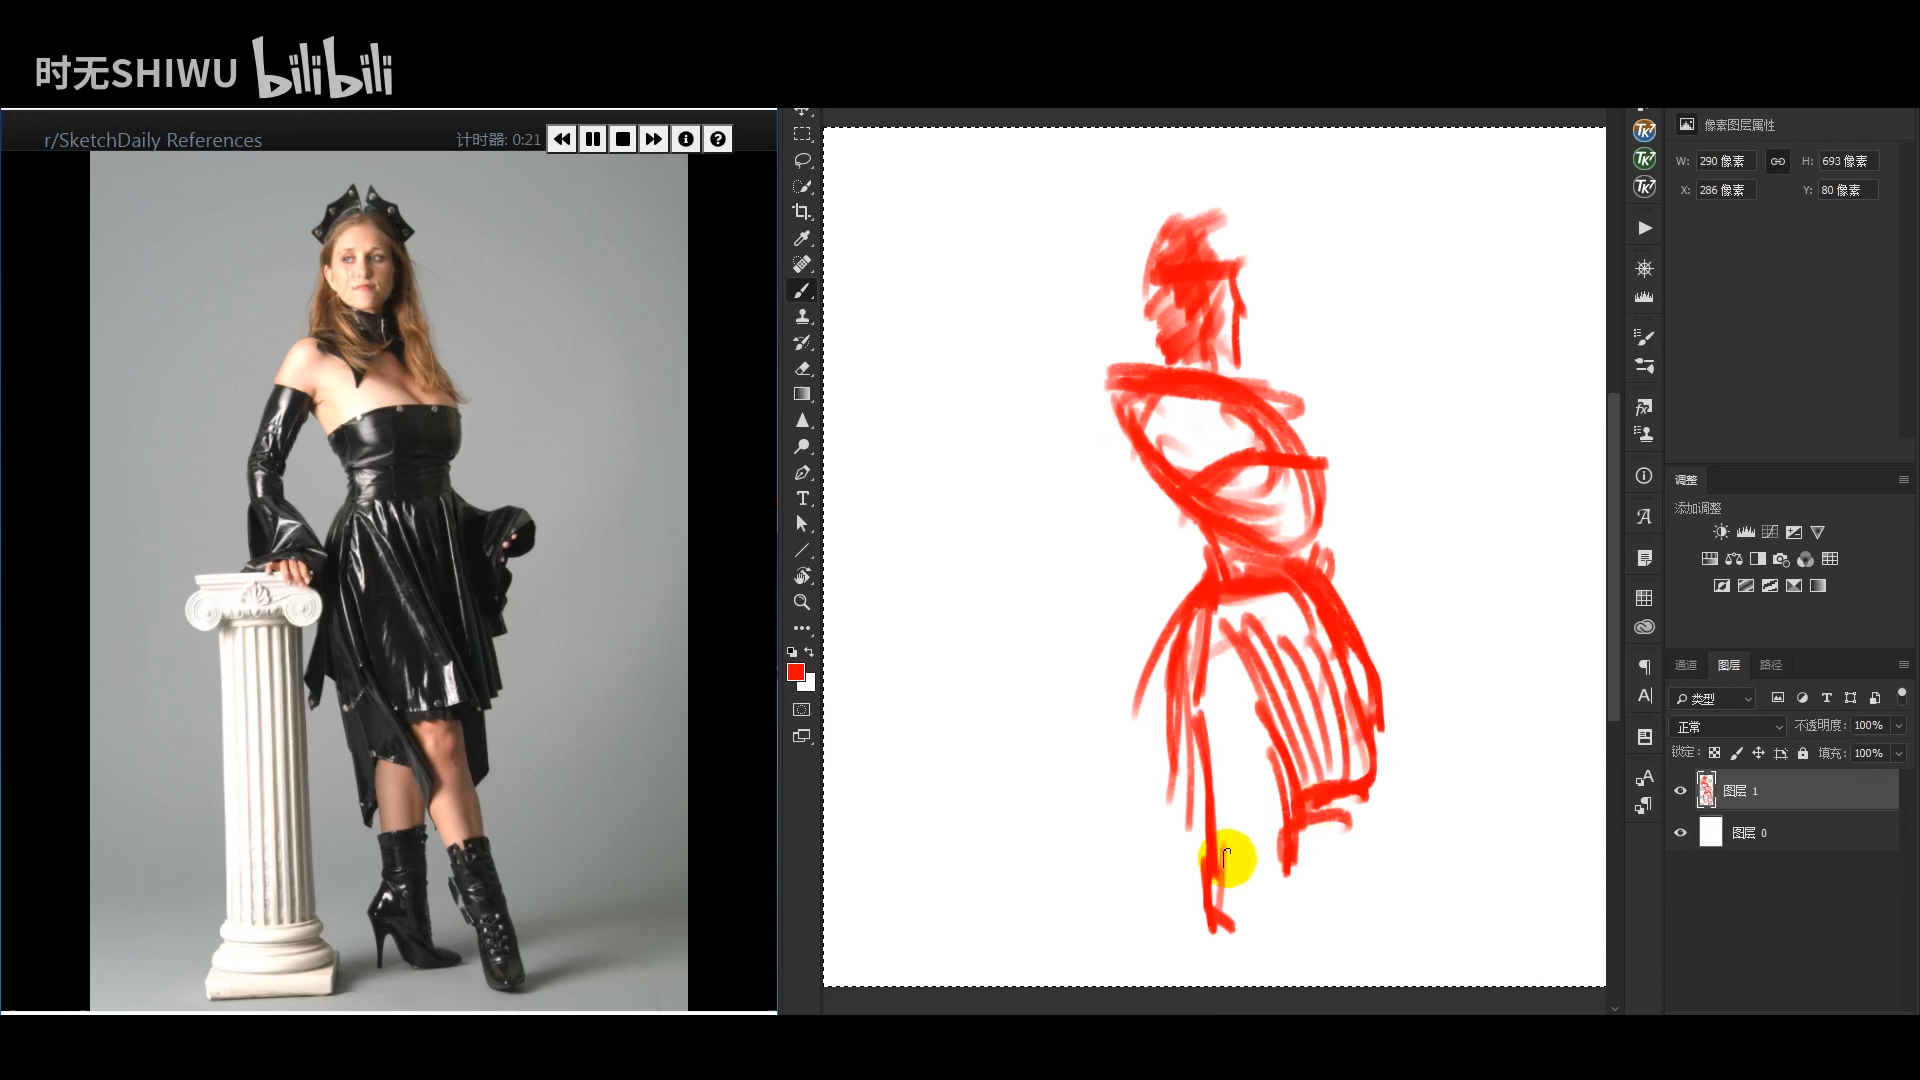 时无SHIWU bilibili
r/SketchDaily References
计时器: 0:21
像素图层属性
W: 290 像素 H: 693 像素
X: 286 像素 Y: 80 像素
调整
添加调整
通道 图层 路径
类型
正常 不透明度: 100%
锁定: 填充: 100%
图层 1
图层 0